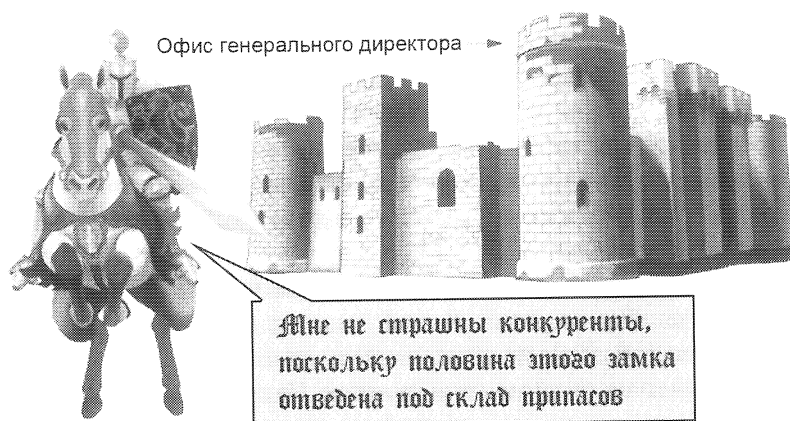 Офис генерального директора
Мне не страшны конкуренты,
поскольку половина этого замка
отведена под склад припасов